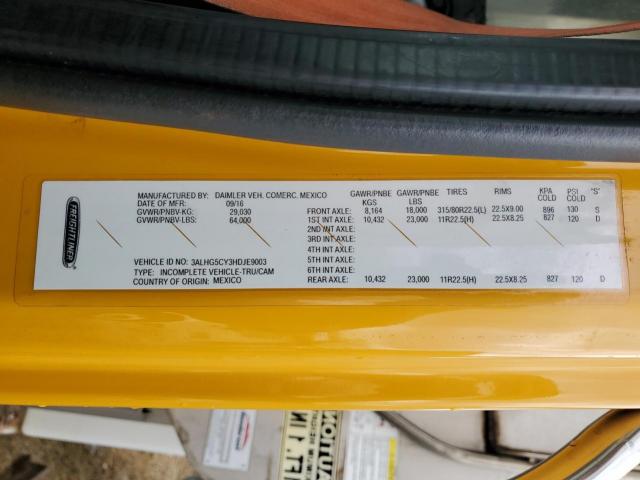 FREIGHTLINER
MANUFACTURED BY: DAIMLER VEH. COMERC. MEXICO
DATE OF MFR: 09/16
GVWR/PNBV-KG: 29,030
GVWR/PNBV-LBS: 64,000
VEHICLE ID NO: 3ALHG5CY3HDJE9003
TYPE: INCOMPLETE VEHICLE-TRU/CAM
COUNTRY OF ORIGIN: MEXICO
GAWR/PNBE KGS GAWR/PNBE LBS TIRES RIMS KPA COLD PSI COLD "S"
FRONT AXLE: 8,164 18,000 315/80R22.5(L) 22.5X9.00 896 130 S
1ST INT AXLE: 10,432 23,000 11R22.5(H) 22.5X8.25 827 120 D
2ND INT AXLE:
3RD INT AXLE:
4TH INT AXLE:
5TH INT AXLE:
6TH INT AXLE:
REAR AXLE: 10,432 23,000 11R22.5(H) 22.5X8.25 827 120 D